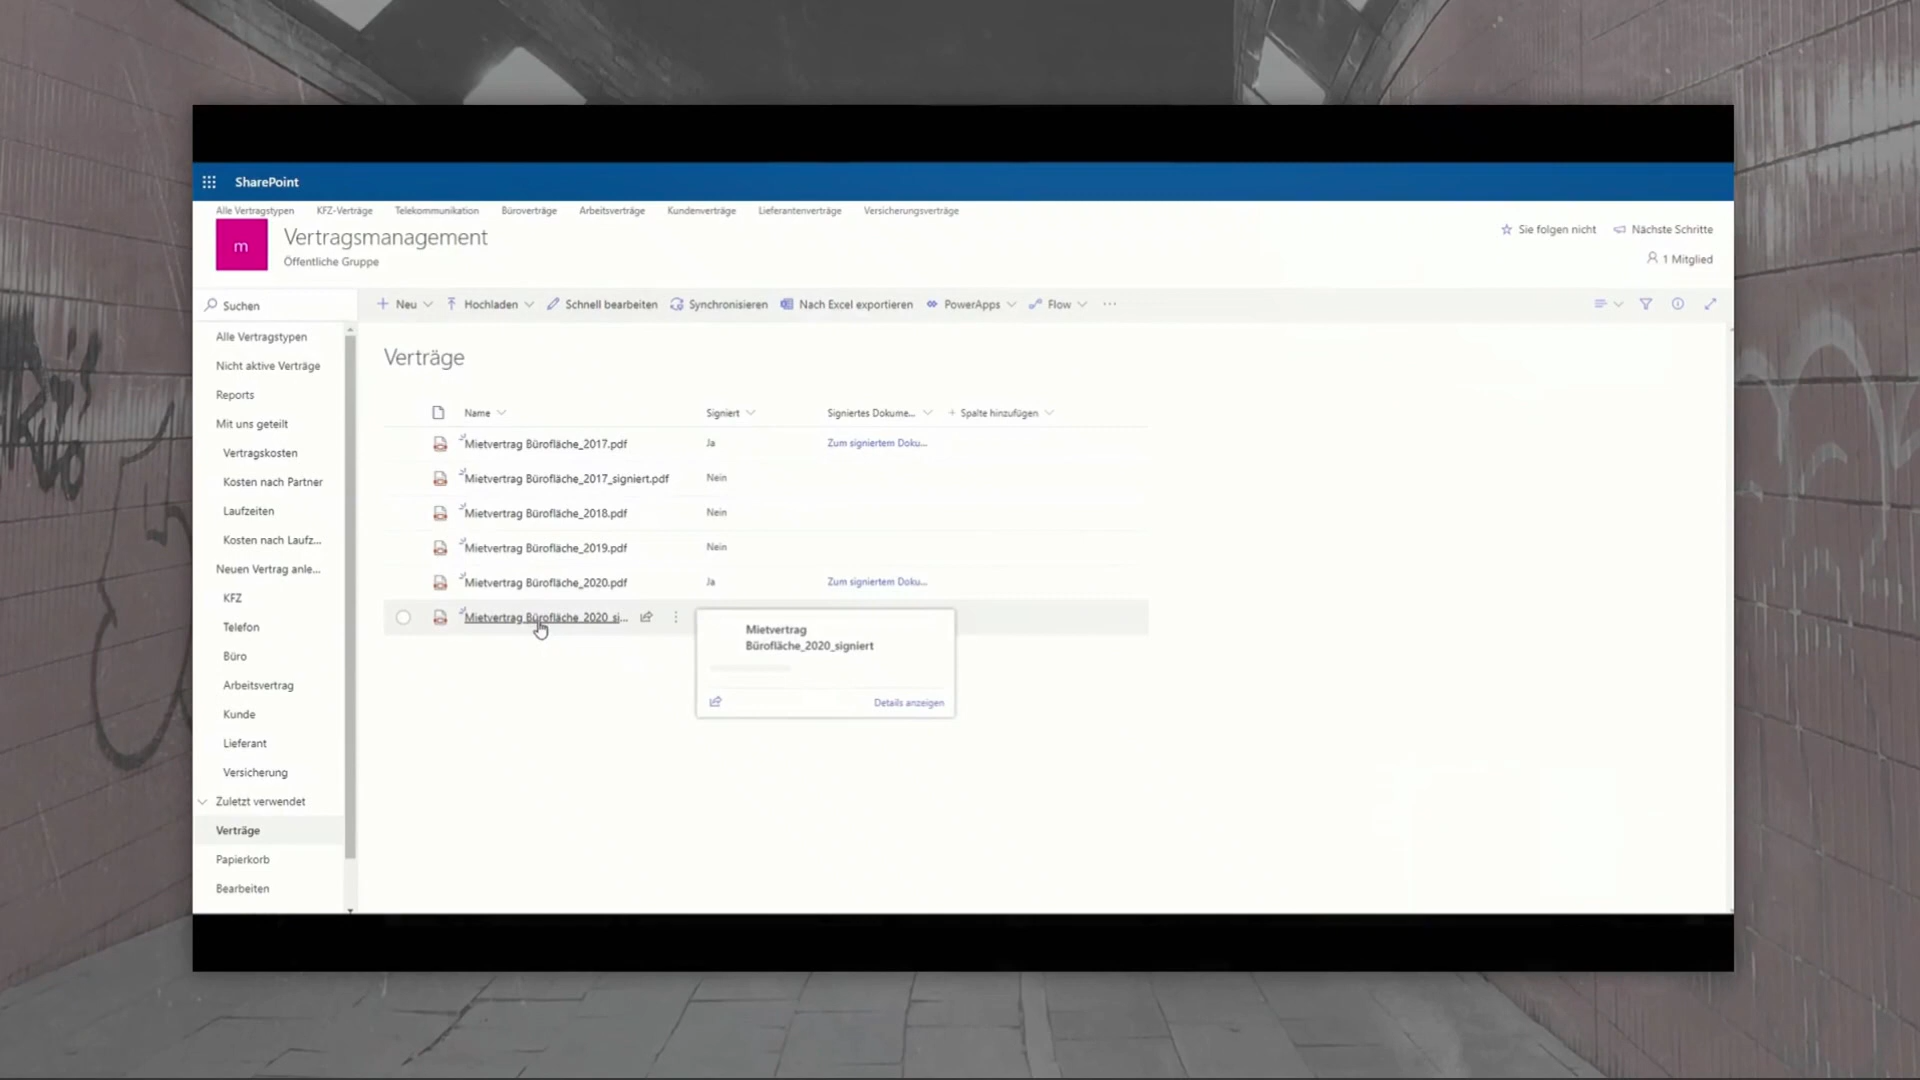 SharePoint
Alle Vertragstypen KFZ-Verträge Telekommunikation Büroverträge Arbeitsverträge Kundenverträge Lieferantenverträge Versicherungsverträge
m
Vertragsmanagement
Öffentliche Gruppe
Sie folgen nicht Nächste Schritte
1 Mitglied
Suchen
Neu Hochladen Schnell bearbeiten Synchronisieren Nach Excel exportieren PowerApps Flow ...
Alle Vertragstypen
Nicht aktive Verträge
Reports
Mit uns geteilt
Vertragskosten
Kosten nach Partner
Laufzeiten
Kosten nach Laufz...
Neuen Vertrag anle...
KFZ
Telefon
Büro
Arbeitsvertrag
Kunde
Lieferant
Versicherung
Zuletzt verwendet
Verträge
Papierkorb
Bearbeiten
Verträge
Name Signiert Signiertes Dokume... + Spalte hinzufügen
Mietvertrag Bürofläche_2017.pdf Ja Zum signiertem Doku...
Mietvertrag Bürofläche_2017_signiert.pdf Nein
Mietvertrag Bürofläche_2018.pdf Nein
Mietvertrag Bürofläche_2019.pdf Nein
Mietvertrag Bürofläche_2020.pdf Ja Zum signiertem Doku...
Mietvertrag Bürofläche_2020_si...
Mietvertrag
Bürofläche_2020_signiert
Details anzeigen